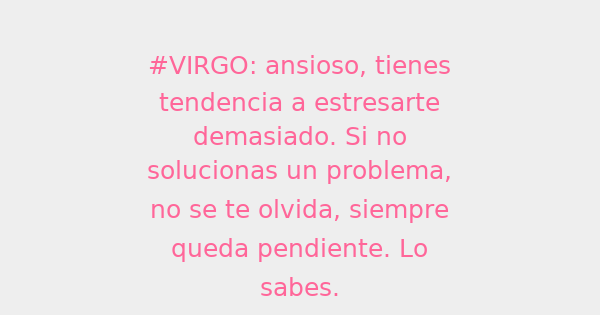 #VIRGO: ansioso, tienes
tendencia a estresarte
demasiado. Si no
solucionas un problema,
no se te olvida, siempre
queda pendiente. Lo
sabes.